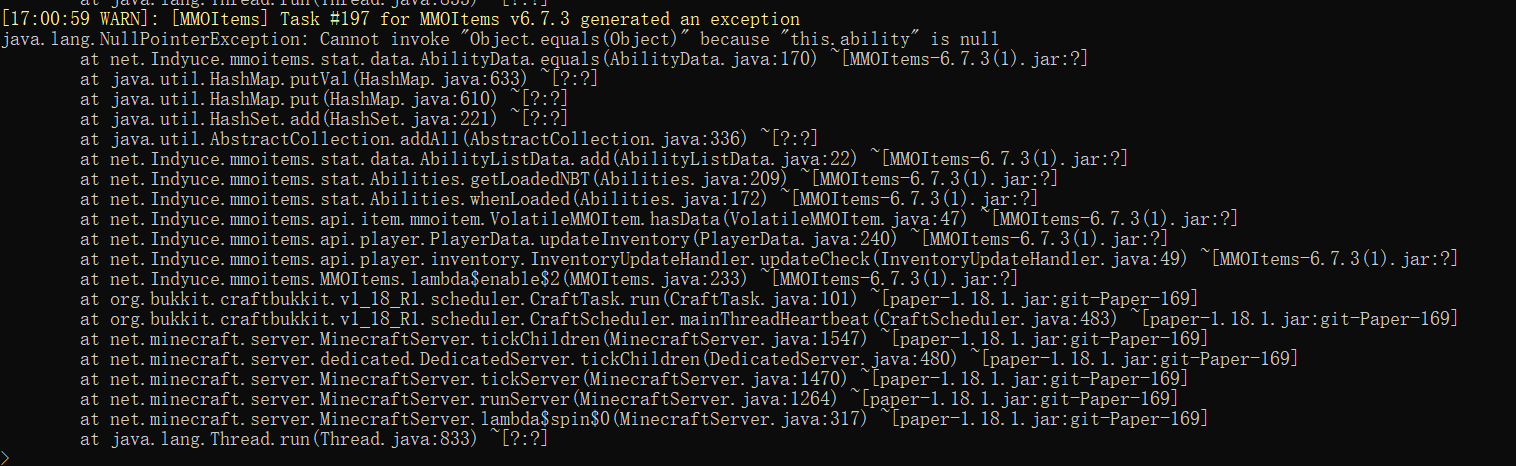 at java.lang.Thread.run(Thread.java:833) ~[?:?]
[17:00:59 WARN]: [MMOItems] Task #197 for MMOItems v6.7.3 generated an exception
java.lang.NullPointerException: Cannot invoke "Object.equals(Object)" because "this.ability" is null
at net.Indyuce.mmoitems.stat.data.AbilityData.equals(AbilityData.java:170) ~[MMOItems-6.7.3(1).jar:?]
at java.util.HashMap.putVal(HashMap.java:633) ~[?:?]
at java.util.HashMap.put(HashMap.java:610) ~[?:?]
at java.util.HashSet.add(HashSet.java:221) ~[?:?]
at java.util.AbstractCollection.addAll(AbstractCollection.java:336) ~[?:?]
at net.Indyuce.mmoitems.stat.data.AbilityListData.add(AbilityListData.java:22) ~[MMOItems-6.7.3(1).jar:?]
at net.Indyuce.mmoitems.stat.Abilities.getLoadedNBT(Abilities.java:209) ~[MMOItems-6.7.3(1).jar:?]
at net.Indyuce.mmoitems.stat.Abilities.whenLoaded(Abilities.java:172) ~[MMOItems-6.7.3(1).jar:?]
at net.Indyuce.mmoitems.api.item.mmoitem.VolatileMMOItem.hasData(VolatileMMOItem.java:47) ~[MMOItems-6.7.3(1).jar:?]
at net.Indyuce.mmoitems.api.player.PlayerData.updateInventory(PlayerData.java:240) ~[MMOItems-6.7.3(1).jar:?]
at net.Indyuce.mmoitems.api.player.inventory.InventoryUpdateHandler.updateCheck(InventoryUpdateHandler.java:49) ~[MMOItems-6.7.3(1).jar:?]
at net.Indyuce.mmoitems.MMOItems.lambda$enable$2(MMOItems.java:233) ~[MMOItems-6.7.3(1).jar:?]
at org.bukkit.craftbukkit.v1_18_R1.scheduler.CraftTask.run(CraftTask.java:101) ~[paper-1.18.1.jar:git-Paper-169]
at org.bukkit.craftbukkit.v1_18_R1.scheduler.CraftScheduler.mainThreadHeartbeat(CraftScheduler.java:483) ~[paper-1.18.1.jar:git-Paper-169]
at net.minecraft.server.MinecraftServer.tickChildren(MinecraftServer.java:1547) ~[paper-1.18.1.jar:git-Paper-169]
at net.minecraft.server.dedicated.DedicatedServer.tickChildren(DedicatedServer.java:480) ~[paper-1.18.1.jar:git-Paper-169]
at net.minecraft.server.MinecraftServer.tickServer(MinecraftServer.java:1470) ~[paper-1.18.1.jar:git-Paper-169]
at net.minecraft.server.MinecraftServer.runServer(MinecraftServer.java:1264) ~[paper-1.18.1.jar:git-Paper-169]
at net.minecraft.server.MinecraftServer.lambda$spin$0(MinecraftServer.java:317) ~[paper-1.18.1.jar:git-Paper-169]
at java.lang.Thread.run(Thread.java:833) ~[?:?]
>